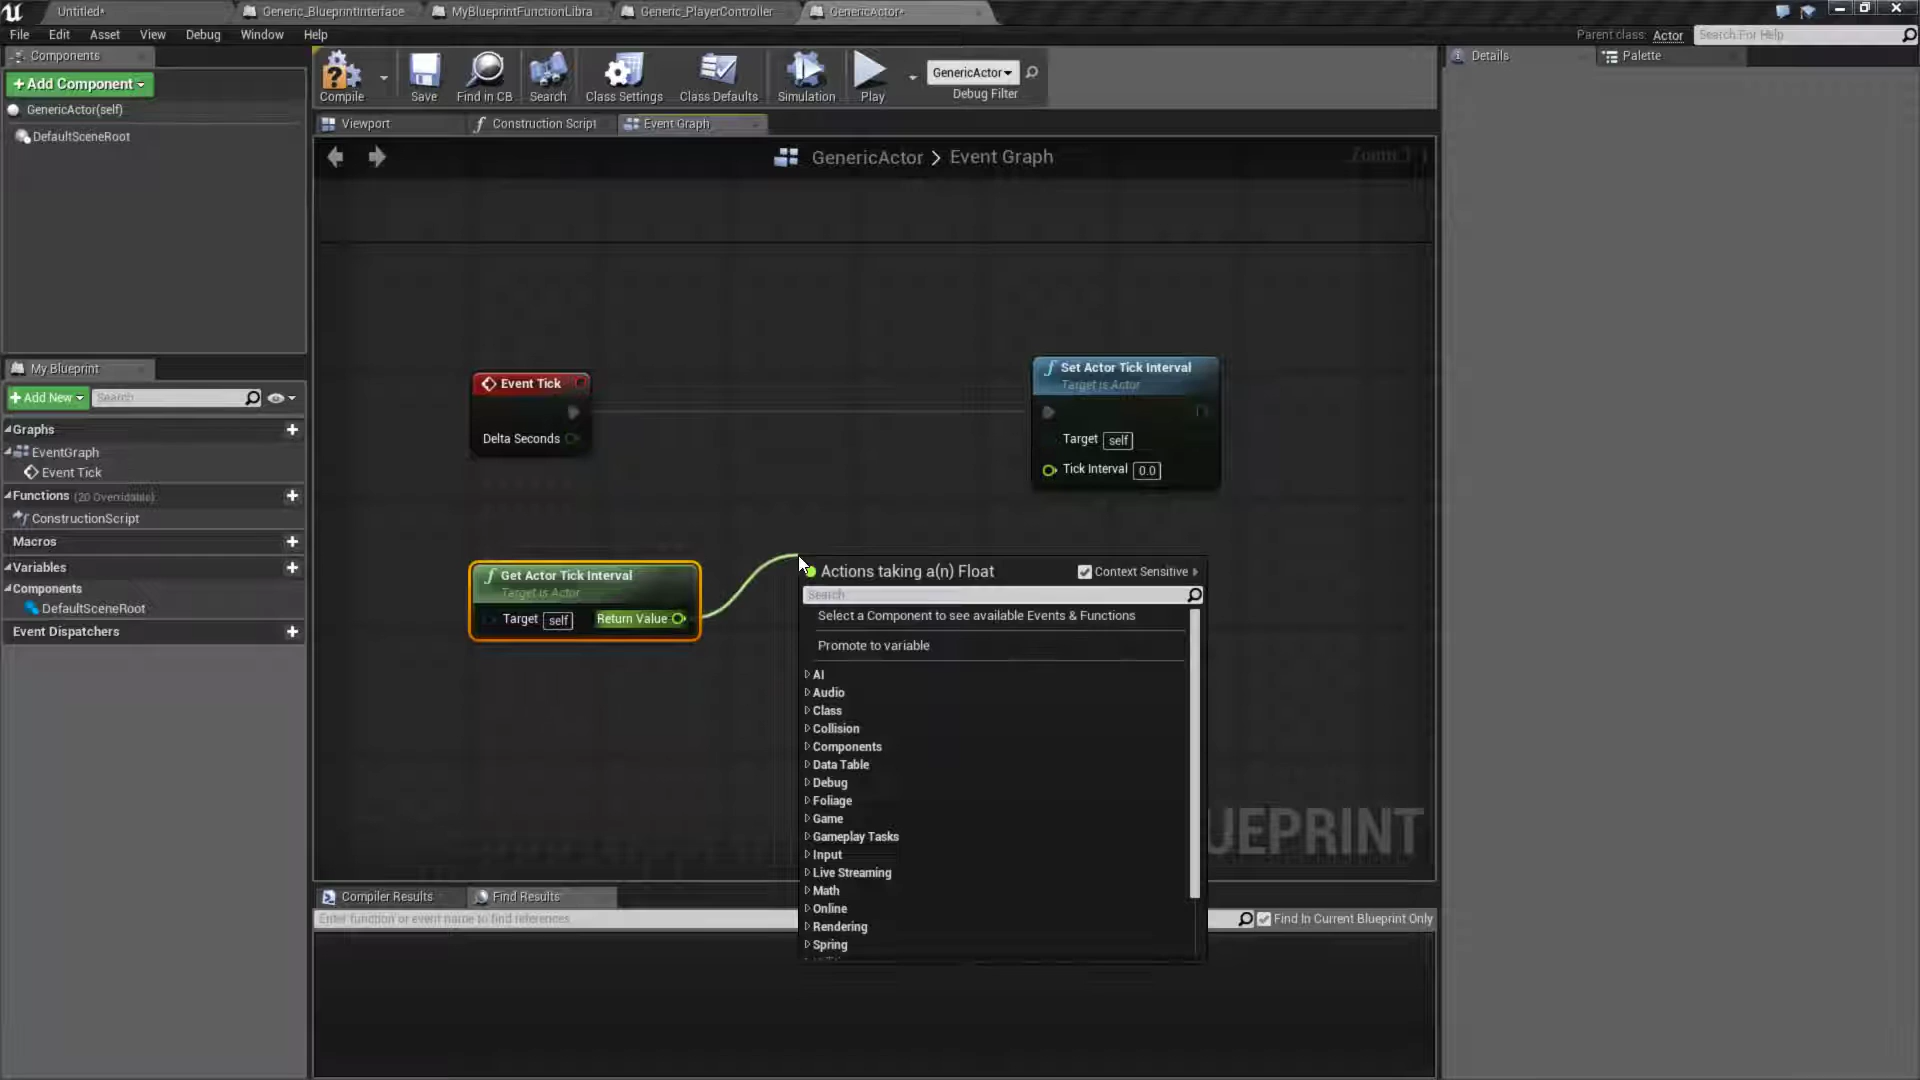 Untitled*
Generic_BlueprintInterface
MyBlueprintFunctionLibra
Generic_PlayerController
GenericActor*
File Edit Asset View Debug Window Help
Parent class: Actor
Search For Help
Components
+Add Component
GenericActor(self)
DefaultSceneRoot
Compile
Save
Find in CB
Search
Class Settings
Class Defaults
Simulation
Play
GenericActor
Debug Filter
Details
Palette
Viewport
Construction Script
Event Graph
GenericActor > Event Graph
Zoom 1:1
My Blueprint
+Add New
Search
Graphs
EventGraph
Event Tick
Functions (20 Overridable)
ConstructionScript
Macros
Variables
Components
DefaultSceneRoot
Event Dispatchers
Event Tick
Delta Seconds
Set Actor Tick Interval
Target is Actor
Target self
Tick Interval 0.0
Get Actor Tick Interval
Target is Actor
Target self Return Value
Actions taking a(n) Float
Context Sensitive
Search
Select a Component to see available Events & Functions
Promote to variable
AI
Audio
Class
Collision
Components
Data Table
Debug
Foliage
Game
Gameplay Tasks
Input
Live Streaming
Math
Online
Rendering
Spring
UEPRINT
Compiler Results
Find Results
Enter function or event name to find references
Find In Current Blueprint Only